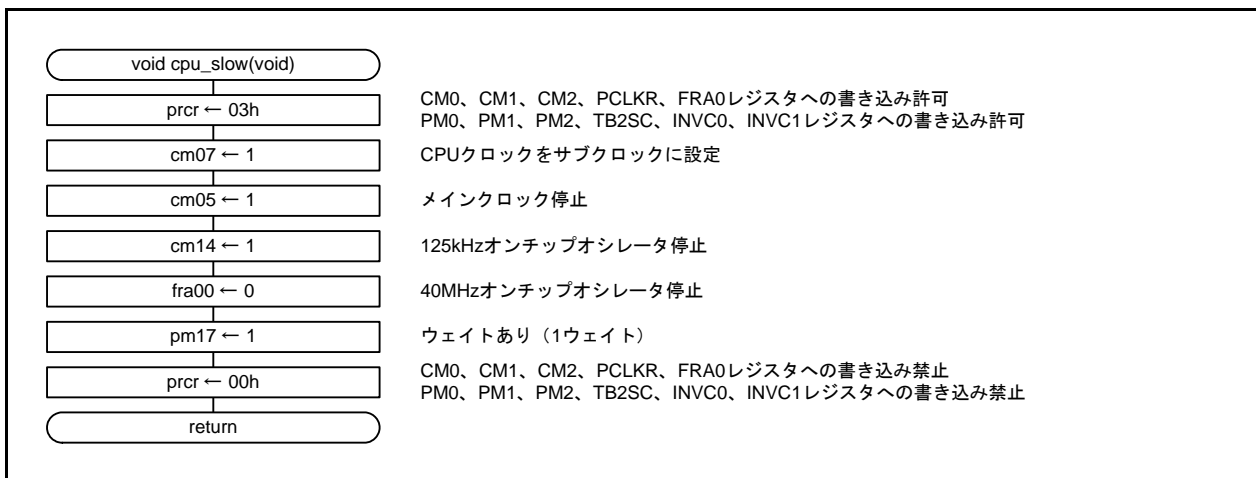 void cpu_slow(void)
prcr ← 03h
CM0、CM1、CM2、PCLKR、FRA0レジスタへの書き込み許可
PM0、PM1、PM2、TB2SC、INVC0、INVC1レジスタへの書き込み許可
cm07 ← 1
CPUクロックをサブクロックに設定
cm05 ← 1
メインクロック停止
cm14 ← 1
125kHzオンチップオシレータ停止
fra00 ← 0
40MHzオンチップオシレータ停止
pm17 ← 1
ウェイトあり（1ウェイト）
prcr ← 00h
CM0、CM1、CM2、PCLKR、FRA0レジスタへの書き込み禁止
PM0、PM1、PM2、TB2SC、INVC0、INVC1レジスタへの書き込み禁止
return